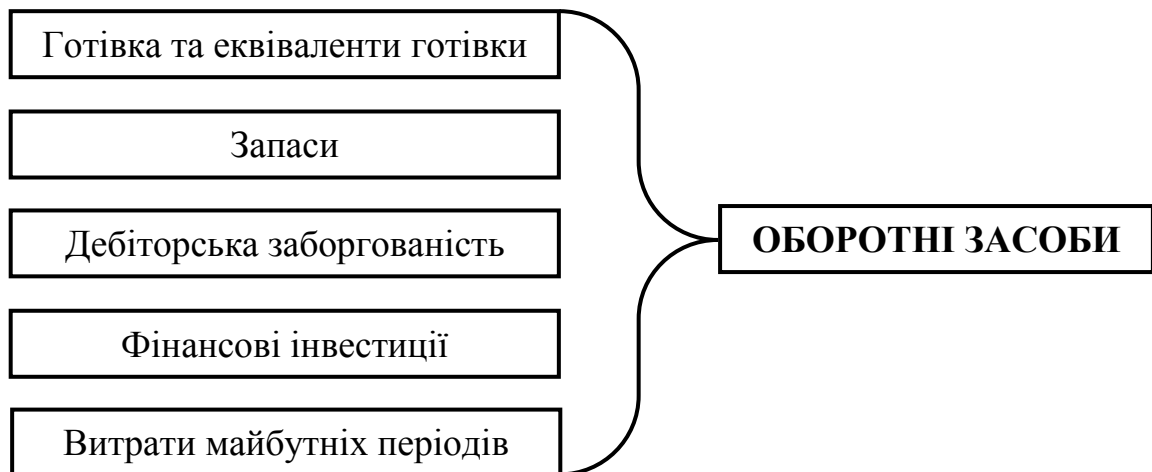 Готівка та еквіваленти готівки
Запаси
Дебіторська заборгованість
Фінансові інвестиції
Витрати майбутніх періодів
ОБОРОТНІ ЗАСОБИ